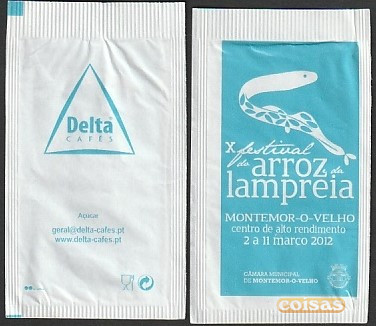 Delta
CAFÉS
Açúcar
geral@delta-cafes.pt
www.delta-cafes.pt
X festival
do arroz da
lampreia
MONTEMOR-O-VELHO
centro de alto rendimento
2 a 11 março 2012
CÂMARA MUNICIPAL
DE MONTEMOR-O-VELHO
coisas